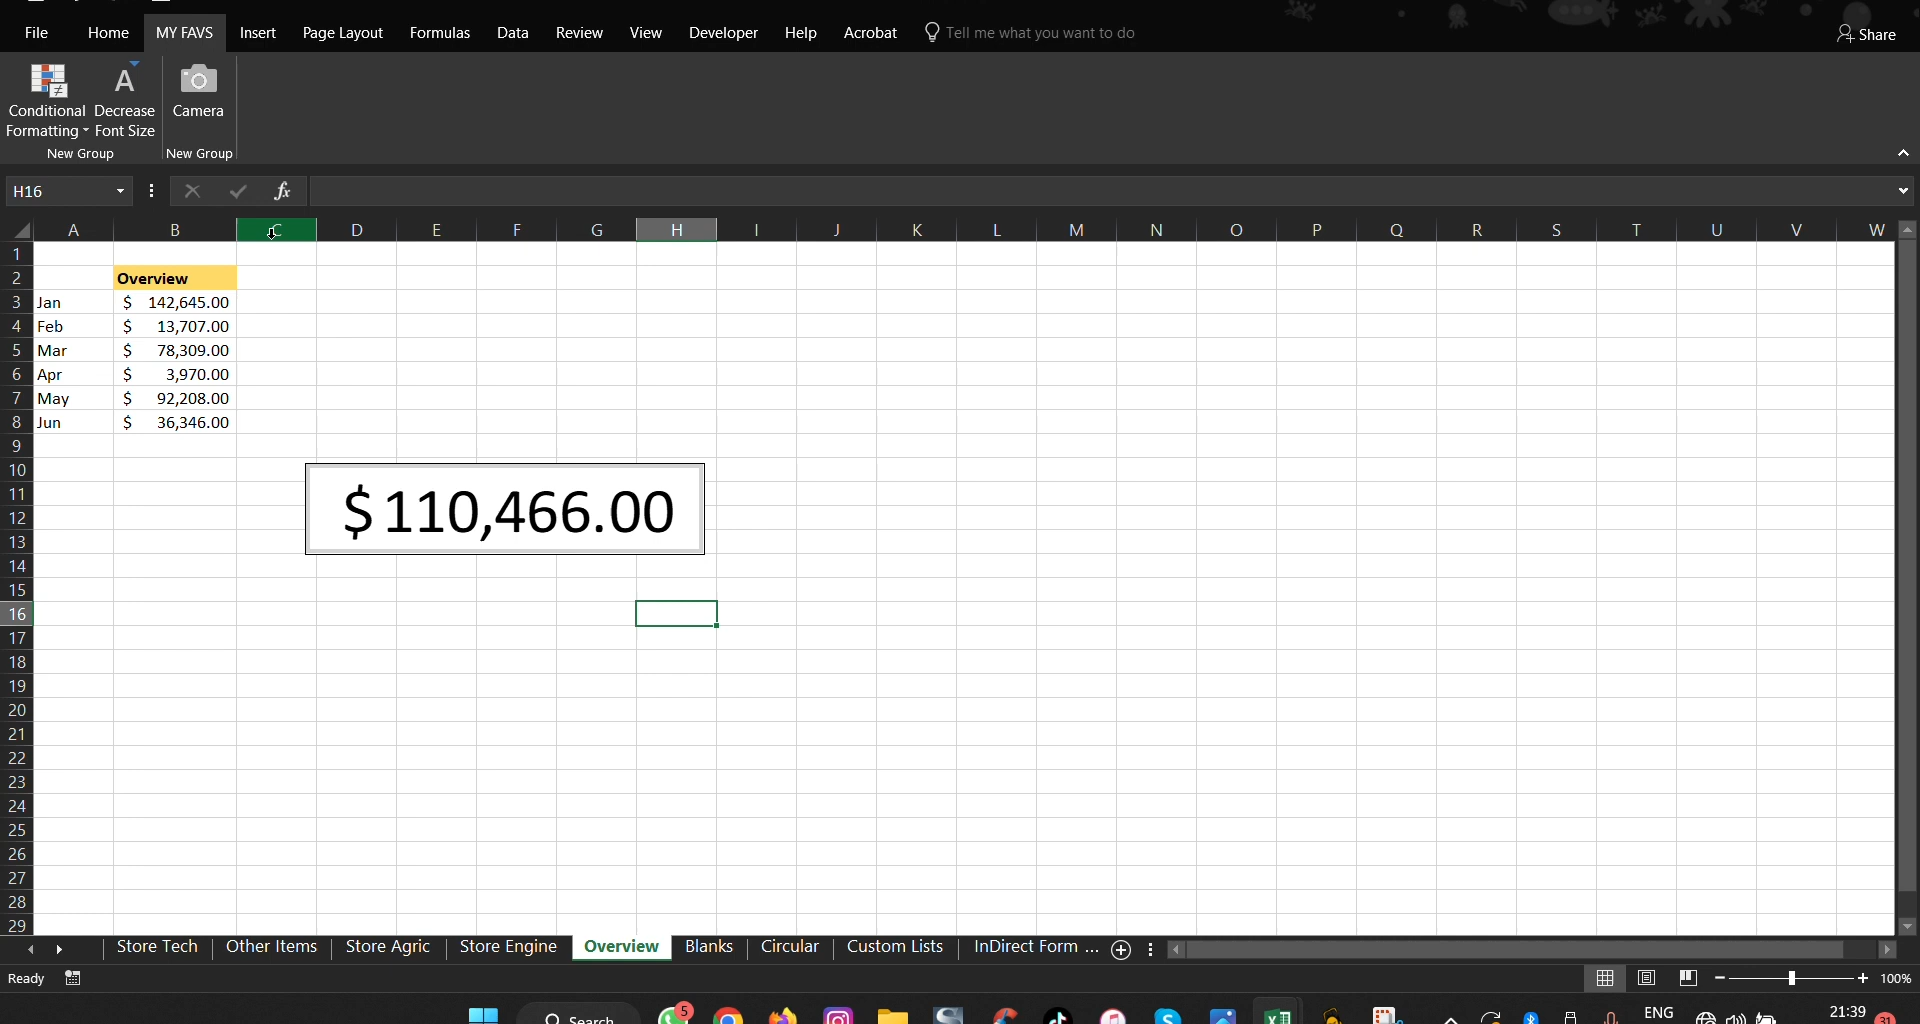 File Home MY FAVS Insert Page Layout Formulas Data Review View Developer Help Acrobat Tell me what you want to do Share
Conditional Decrease Camera
Formatting Font Size
New Group New Group
H16 fx
A B C D E F G H I J K L M N O P Q R S T U V W
1
2 Overview
3 Jan $ 142,645.00
4 Feb $ 13,707.00
5 Mar $ 78,309.00
6 Apr $ 3,970.00
7 May $ 92,208.00
8 Jun $ 36,346.00
9
10
11
12 $110,466.00
13
14
15
16
17
18
19
20
21
22
23
24
25
26
27
28
29
Store Tech Other Items Store Agric Store Engine Overview Blanks Circular Custom Lists InDirect Form ...
Ready 100%
5 Search ENG 21:39 31